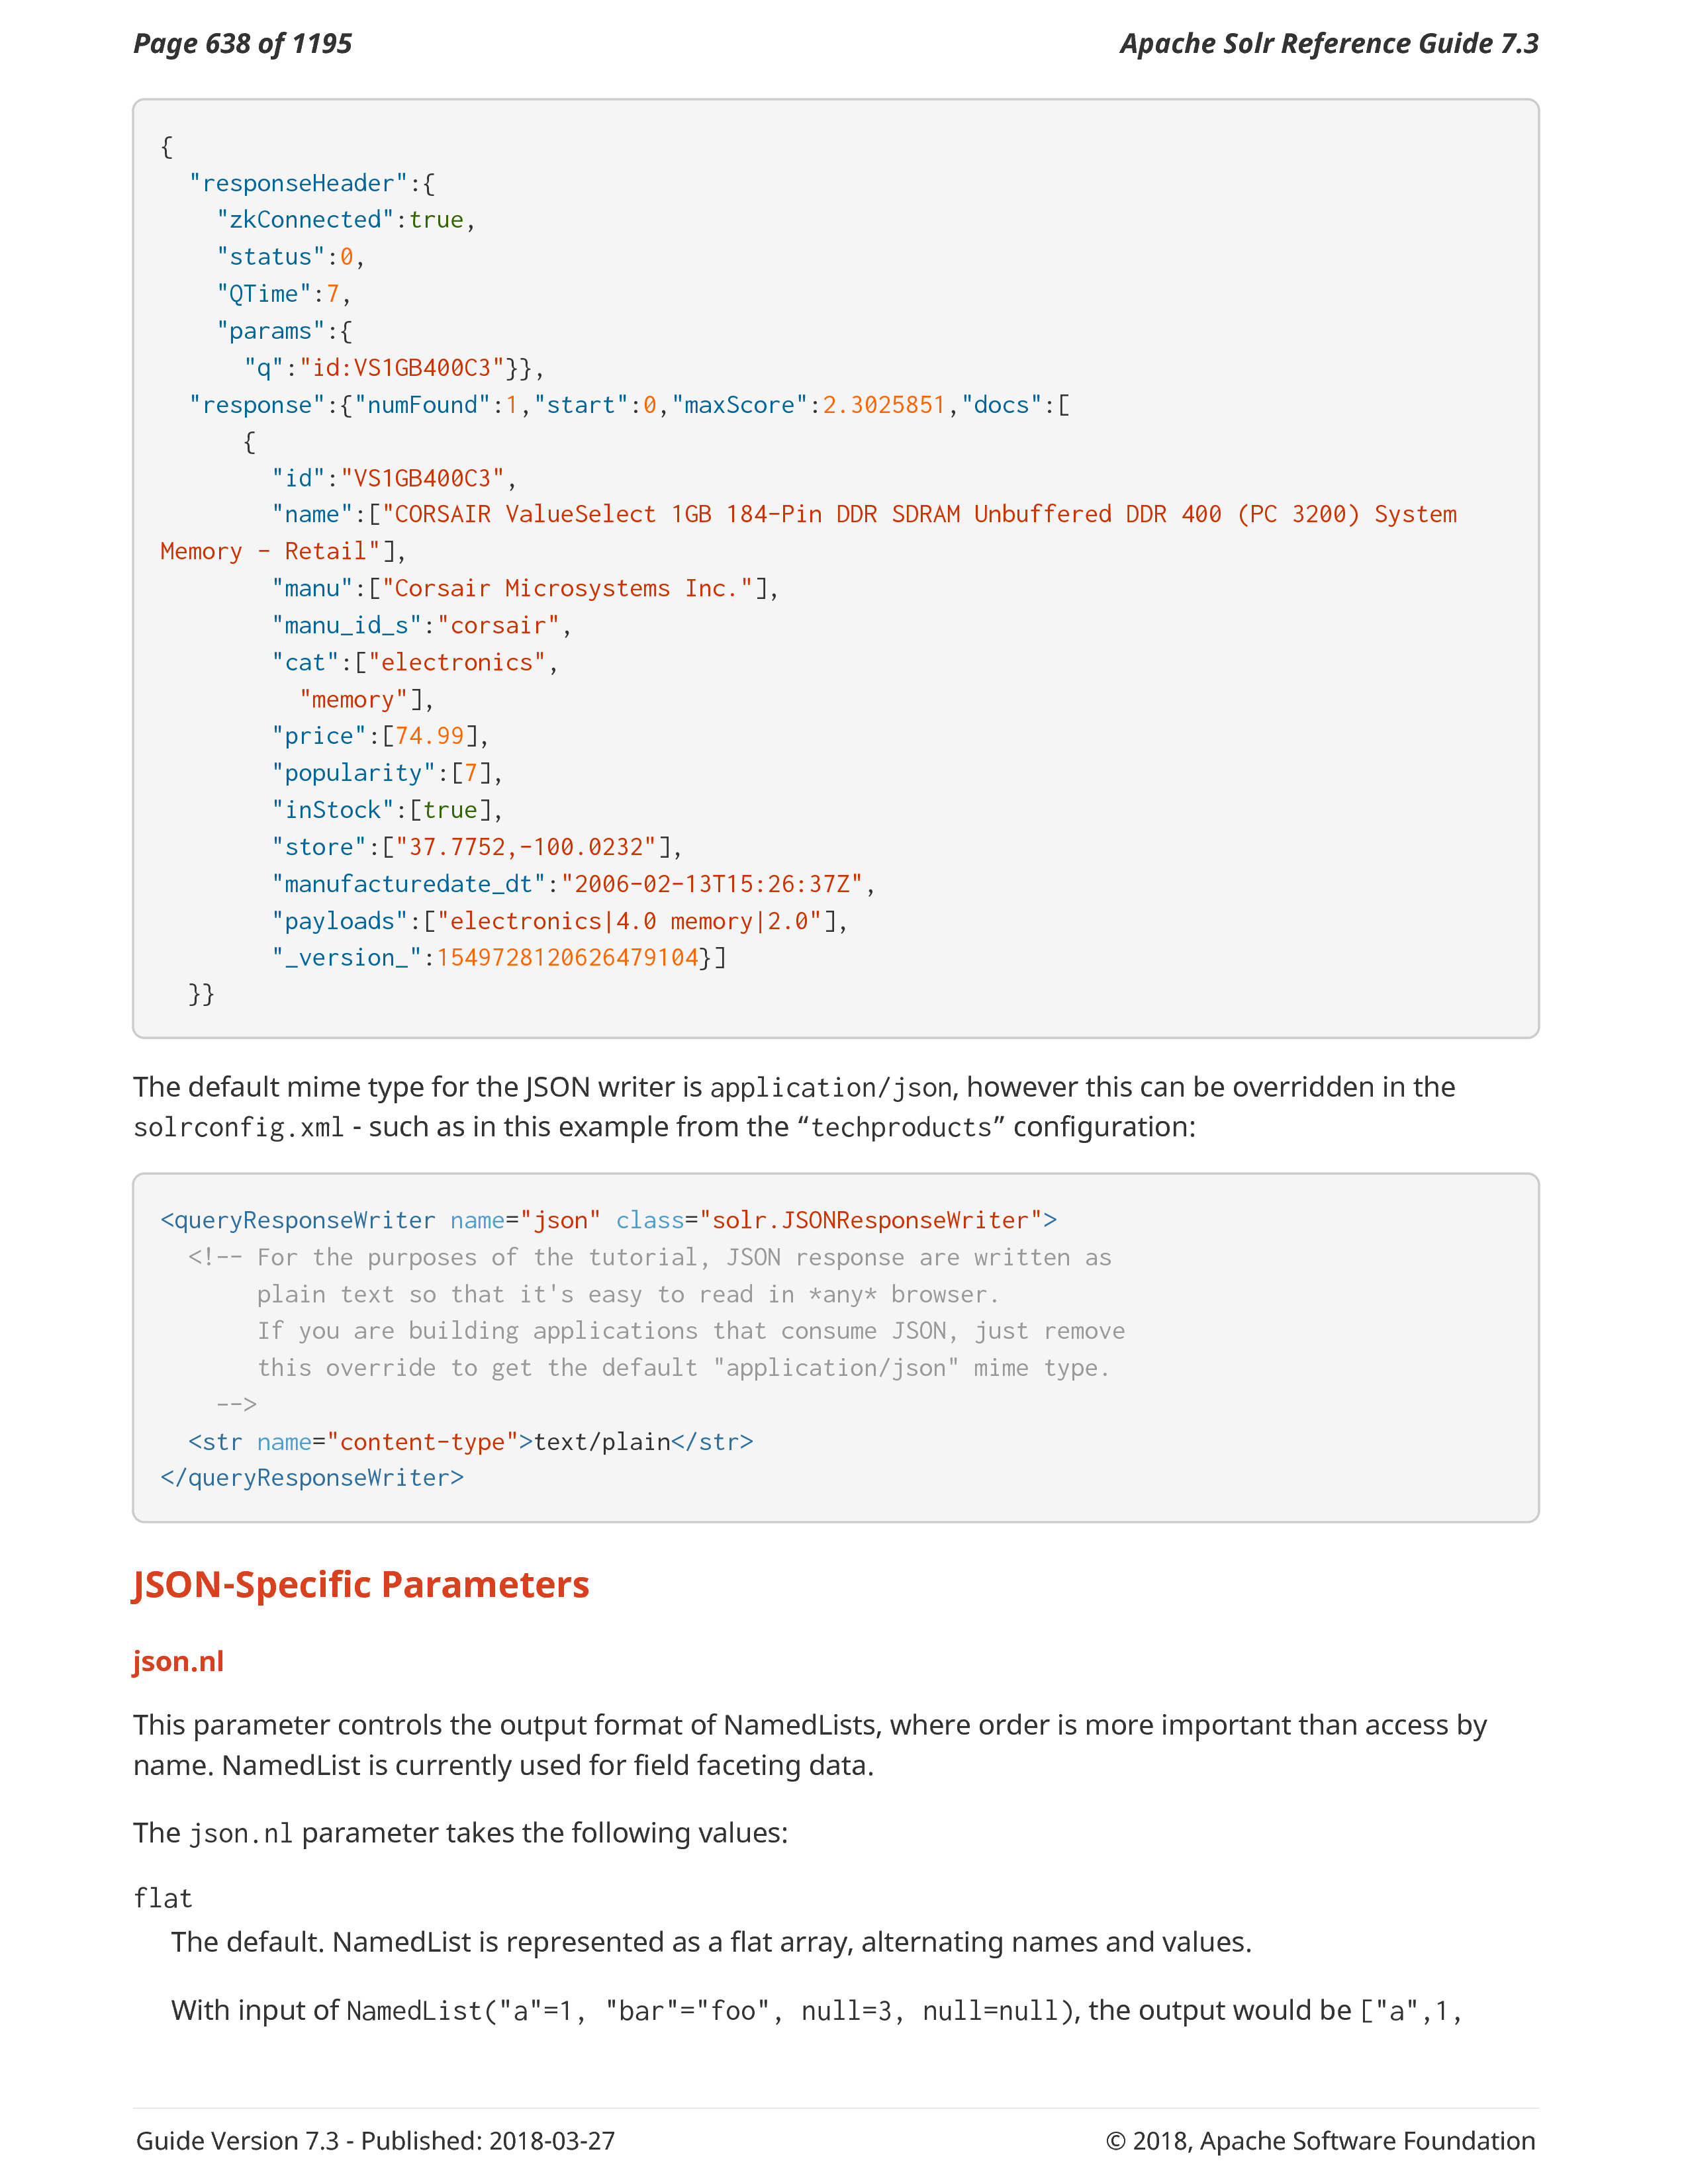 Page 638 of 1195
Apache Solr Reference Guide 7.3
{
  "responseHeader":{
    "zkConnected":true,
    "status":0,
    "QTime":7,
    "params":{
      "q":"id:VS1GB400C3"}},
  "response":{"numFound":1,"start":0,"maxScore":2.3025851,"docs":[
      {
        "id":"VS1GB400C3",
        "name":["CORSAIR ValueSelect 1GB 184-Pin DDR SDRAM Unbuffered DDR 400 (PC 3200) System
Memory - Retail"],
        "manu":["Corsair Microsystems Inc."],
        "manu_id_s":"corsair",
        "cat":["electronics",
          "memory"],
        "price":[74.99],
        "popularity":[7],
        "inStock":[true],
        "store":["37.7752,-100.0232"],
        "manufacturedate_dt":"2006-02-13T15:26:37Z",
        "payloads":["electronics|4.0 memory|2.0"],
        "_version_":1549728120626479104}]
  }}
The default mime type for the JSON writer is application/json, however this can be overridden in the
solrconfig.xml - such as in this example from the “techproducts” configuration:
<queryResponseWriter name="json" class="solr.JSONResponseWriter">
  <!-- For the purposes of the tutorial, JSON response are written as
       plain text so that it's easy to read in *any* browser.
       If you are building applications that consume JSON, just remove
       this override to get the default "application/json" mime type.
    -->
  <str name="content-type">text/plain</str>
</queryResponseWriter>
JSON-Specific Parameters
json.nl
This parameter controls the output format of NamedLists, where order is more important than access by
name. NamedList is currently used for field faceting data.
The json.nl parameter takes the following values:
flat
The default. NamedList is represented as a flat array, alternating names and values.
With input of NamedList("a"=1, "bar"="foo", null=3, null=null), the output would be ["a",1,
Guide Version 7.3 - Published: 2018-03-27
© 2018, Apache Software Foundation